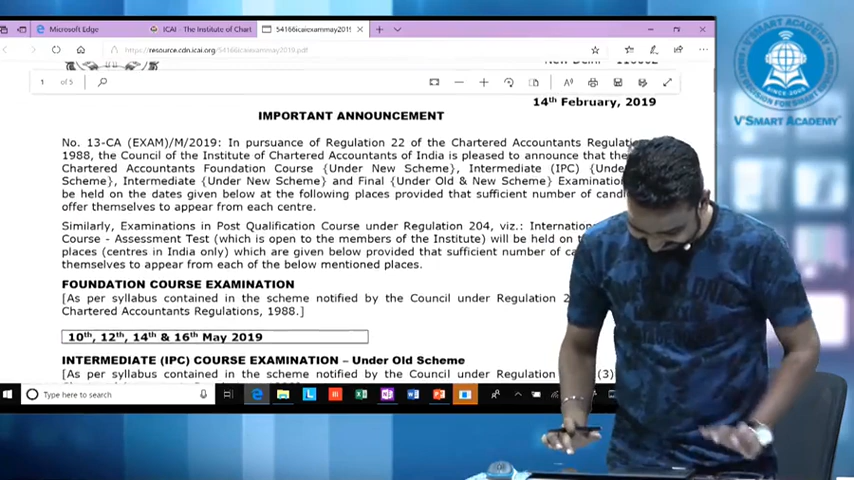 Microsoft Edge
ICAI - The Institute of Chart
54166icaiexammay2019
https://resource.cdn.icai.org/54166icaiexammay2019.pdf
1 of 5
14th February, 2019
IMPORTANT ANNOUNCEMENT
No. 13-CA (EXAM)/M/2019: In pursuance of Regulation 22 of the Chartered Accountants
1988, the Council of the Institute of Chartered Accountants of India is pleased to announce that
Chartered Accountants Foundation Course {Under New Scheme}, Intermediate (IPC)
Scheme}, Intermediate {Under New Scheme} and Final {Under Old & New Scheme}
be held on the dates given below at the following places provided that sufficient number of
offer themselves to appear from each centre.
Similarly, Examinations in Post Qualification Course under Regulation 204, viz.:
Course - Assessment Test (which is open to the members of the Institute) will be held on
places (centres in India only) which are given below provided that sufficient number of
themselves to appear from each of the below mentioned places.
FOUNDATION COURSE EXAMINATION
[As per syllabus contained in the scheme notified by the Council under Regulation
Chartered Accountants Regulations, 1988.]
10th, 12th, 14th & 16th May 2019
INTERMEDIATE (IPC) COURSE EXAMINATION – Under Old Scheme
[As per syllabus contained in the scheme notified by the Council under Regulation (3)
Type here to search
V'SMART ACADEMY
SINCE-2005
V'SMART ACADEMY